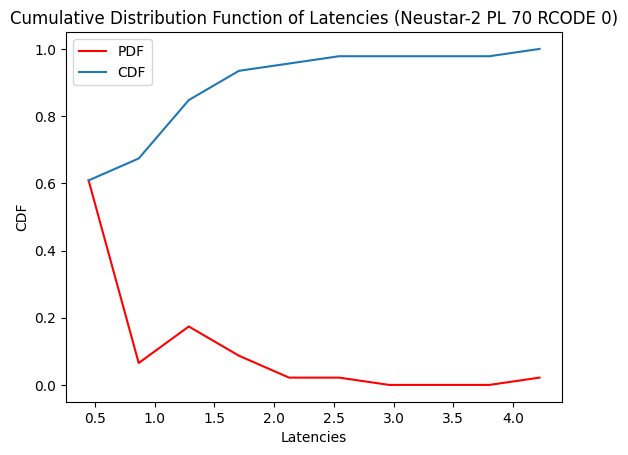 Cumulative Distribution Function of Latencies (Neustar-2 PL 70 RCODE 0)
PDF
CDF
1.0
0.8
0.6
0.4
0.2
0.0
CDF
0.5 1.0 1.5 2.0 2.5 3.0 3.5 4.0
Latencies